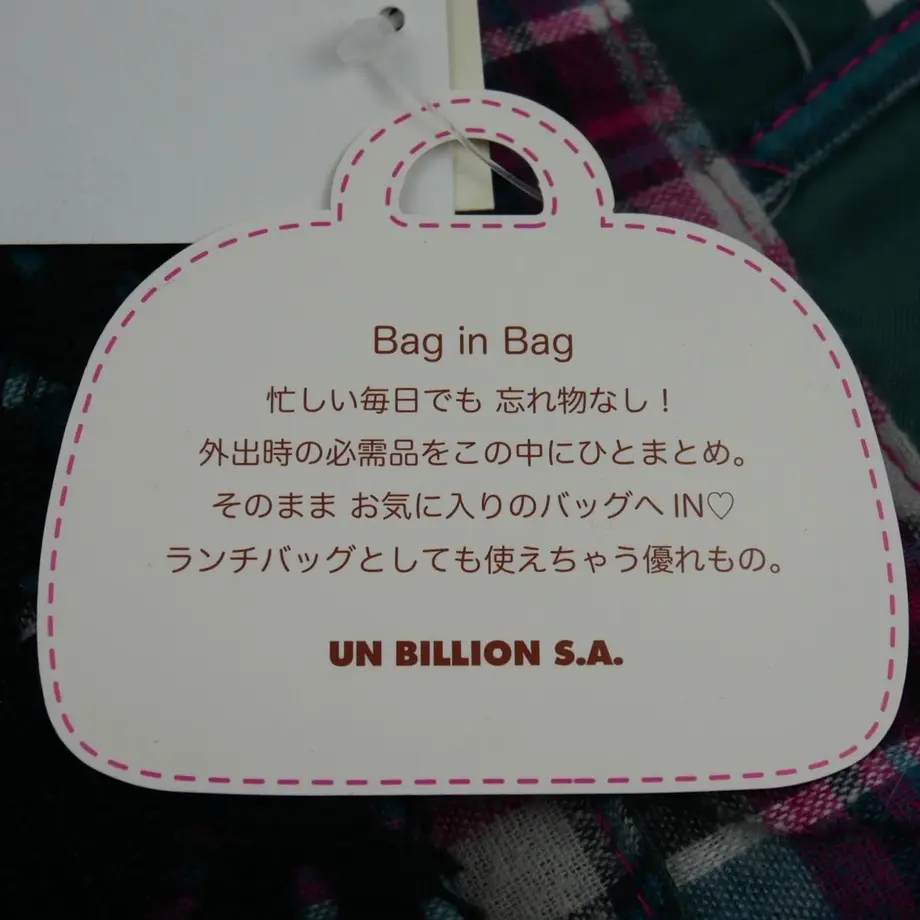 Bag in Bag
忙しい毎日でも 忘れ物なし！
外出時の必需品をこの中にひとまとめ。
そのまま お気に入りのバッグへ IN♡
ランチバッグとしても使えちゃう優れもの。
UN BILLION S.A.